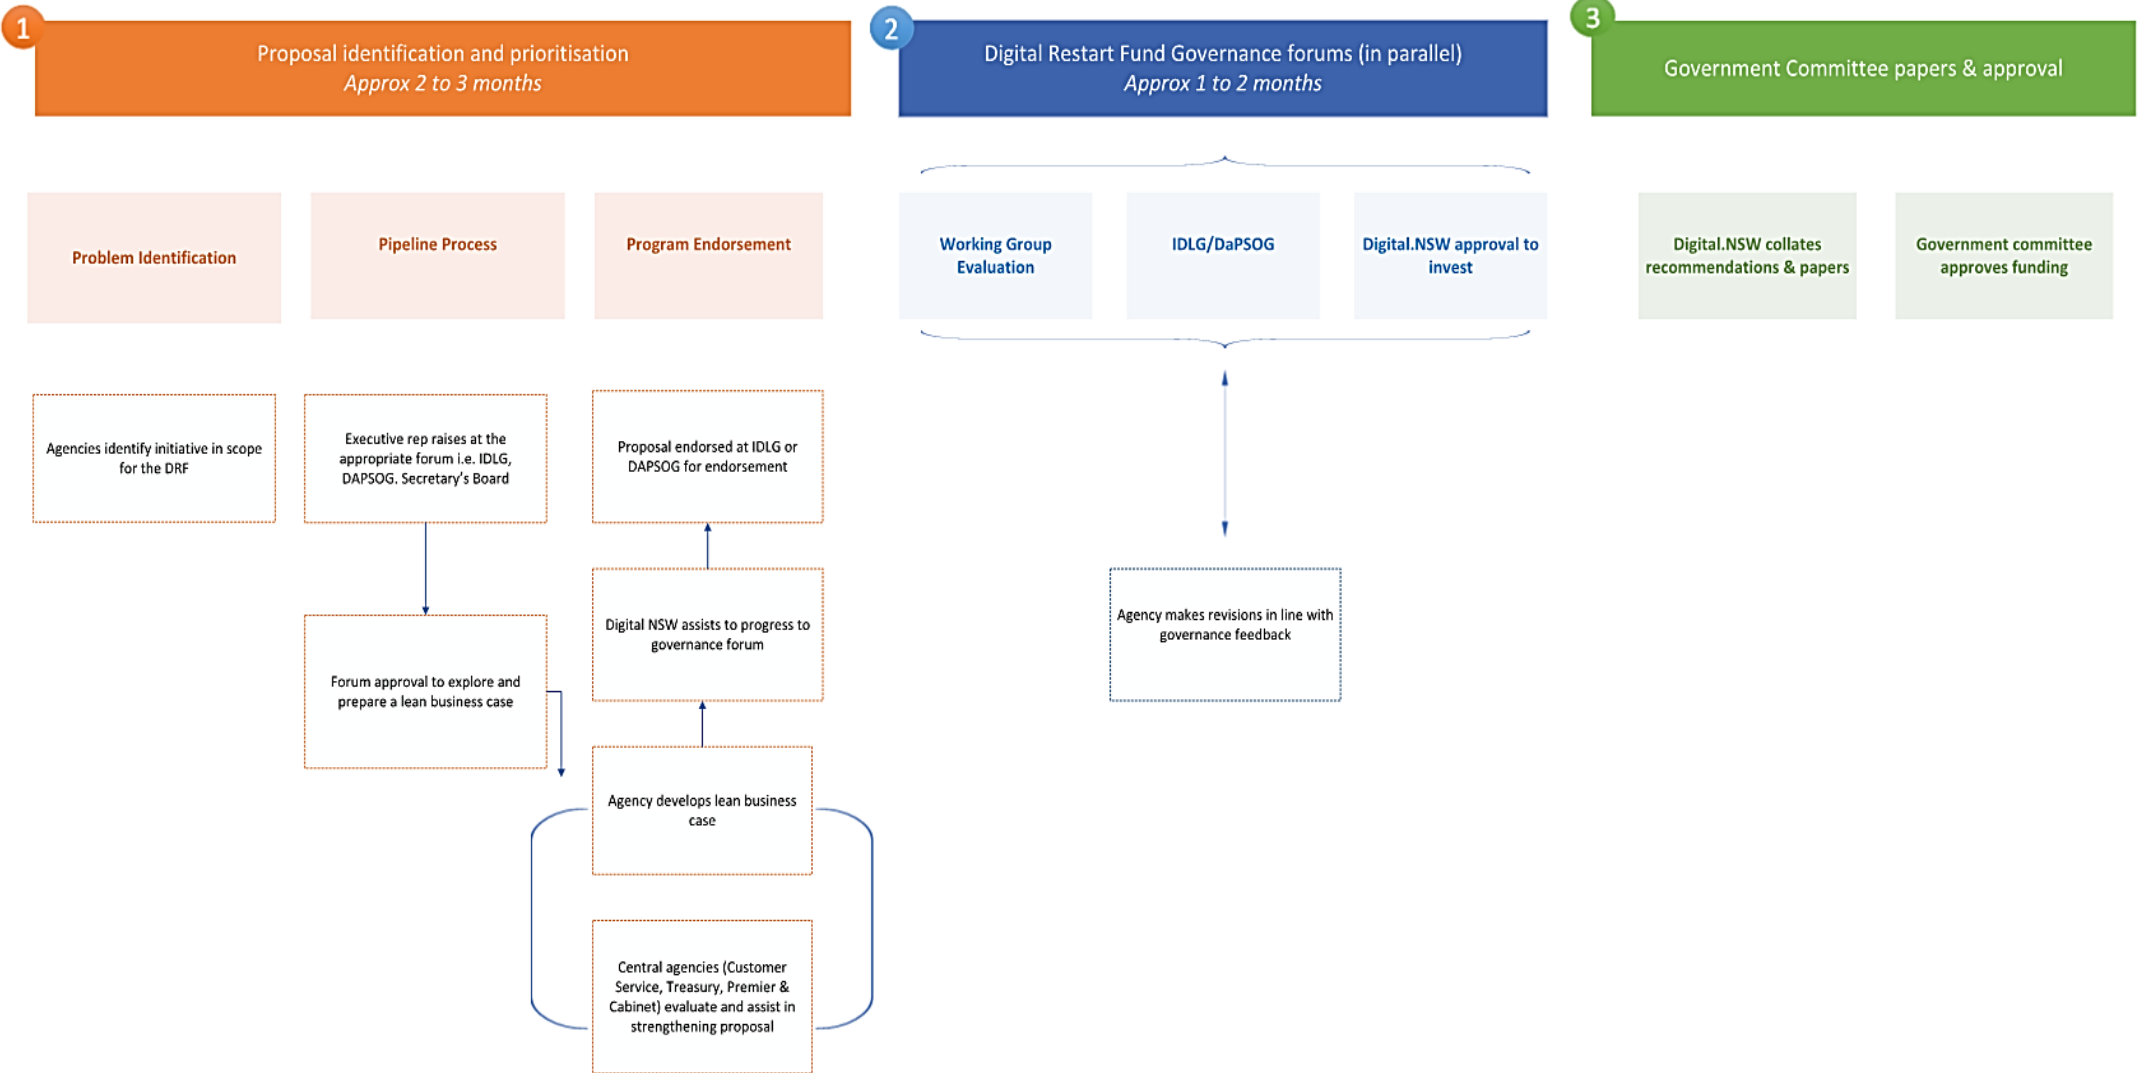 1
Proposal identification and prioritisation
Approx 2 to 3 months
2
Digital Restart Fund Governance forums (in parallel)
Approx 1 to 2 months
3
Government Committee papers & approval
Problem Identification
Pipeline Process
Program Endorsement
Working Group
Evaluation
IDLG/DaPSOG
Digital.NSW approval to
invest
Digital.NSW collates
recommendations & papers
Government committee
approves funding
Agencies identify initiative in scope
for the DRF
Executive rep raises at the
appropriate forum i.e. IDLG,
DAPSOG. Secretary's Board
Forum approval to explore and
prepare a lean business case
Proposal endorsed at IDLG or
DAPSOG for endorsement
Digital NSW assists to progress to
governance forum
Agency develops lean business
case
Central agencies (Customer
Service, Treasury, Premier &
Cabinet) evaluate and assist in
strengthening proposal
Agency makes revisions in line with
governance feedback